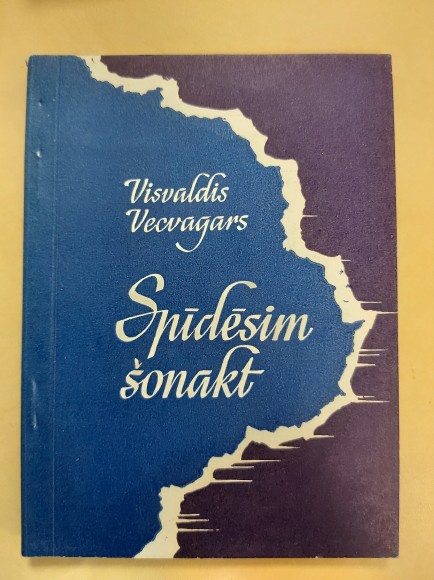 Visvaldis
Vecvagars
Spīdēsim
šonakt